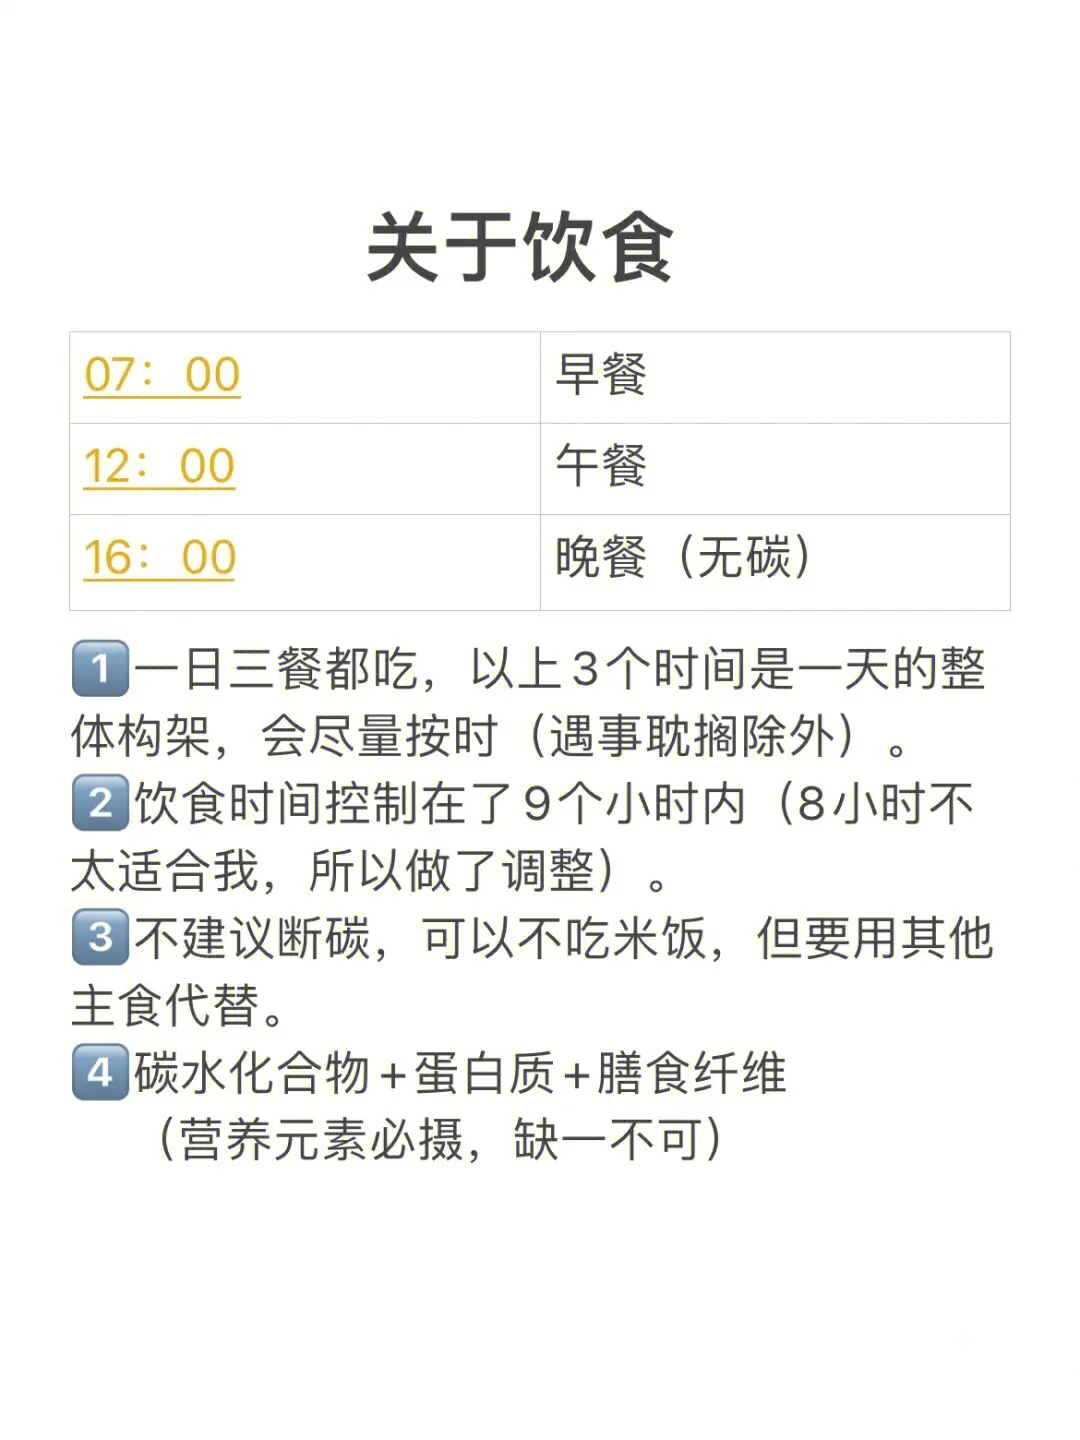 关于饮食
07：00 早餐
12：00 午餐
16：00 晚餐（无碳）
1️⃣一日三餐都吃，以上3个时间是一天的整
体构架，会尽量按时（遇事耽搁除外）。
2️⃣饮食时间控制在了9个小时内（8小时不
太适合我，所以做了调整）。
3️⃣不建议断碳，可以不吃米饭，但要用其他
主食代替。
4️⃣碳水化合物+蛋白质+膳食纤维
（营养元素必摄，缺一不可）